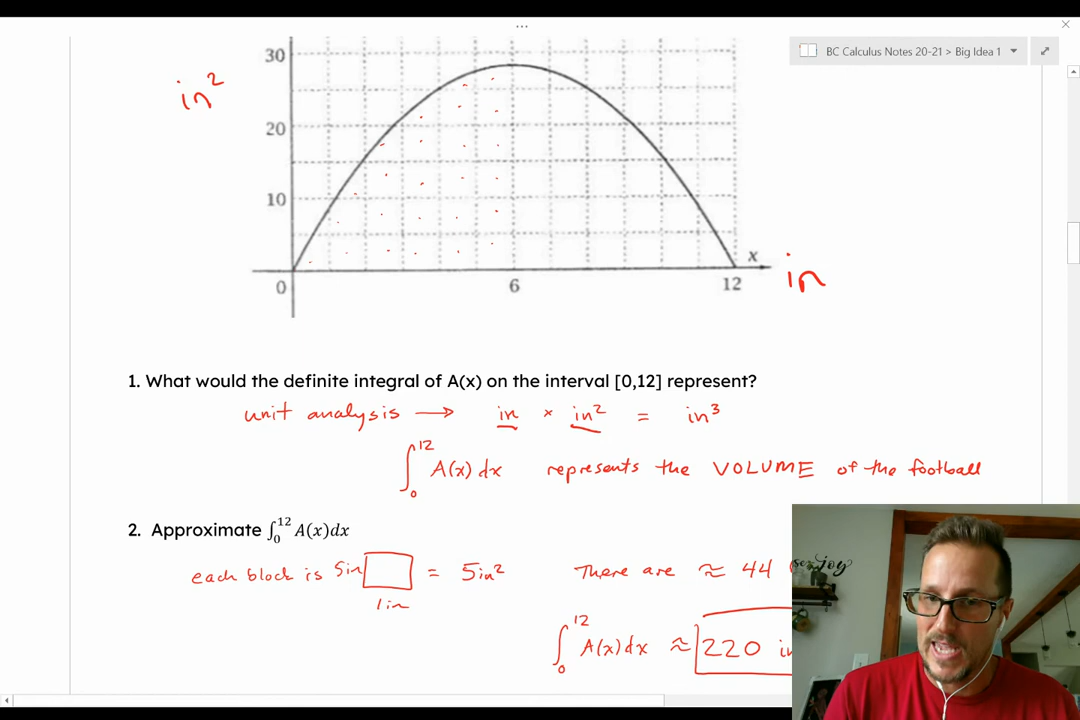 ...
BC Calculus Notes 20-21 > Big Idea 1
30
in²
20
10
x
0
6
12
in
1. What would the definite integral of A(x) on the interval [0,12] represent?
unit analysis → in × in² = in³
∫₀¹² A(x) dx represents the VOLUME of the football
2. Approximate ∫₀¹² A(x)dx
each block is 5in = 5in² There are ≈ 44
1in
∫₀¹² A(x)dx ≈ 220
enjoy